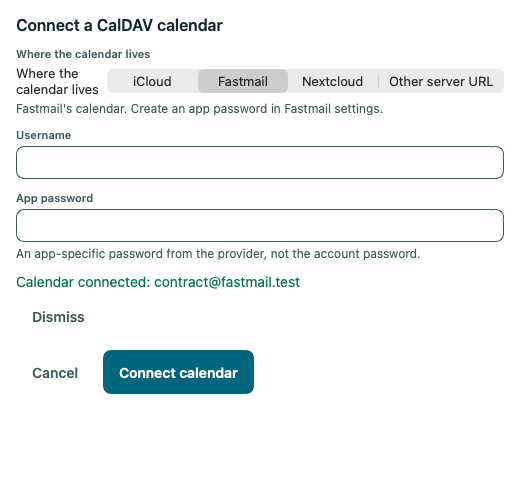 Connect a CalDAV calendar
Where the calendar lives
Where the
calendar lives
iCloud Fastmail Nextcloud Other server URL
Fastmail's calendar. Create an app password in Fastmail settings.
Username
App password
An app-specific password from the provider, not the account password.
Calendar connected: contract@fastmail.test
Dismiss
Cancel Connect calendar